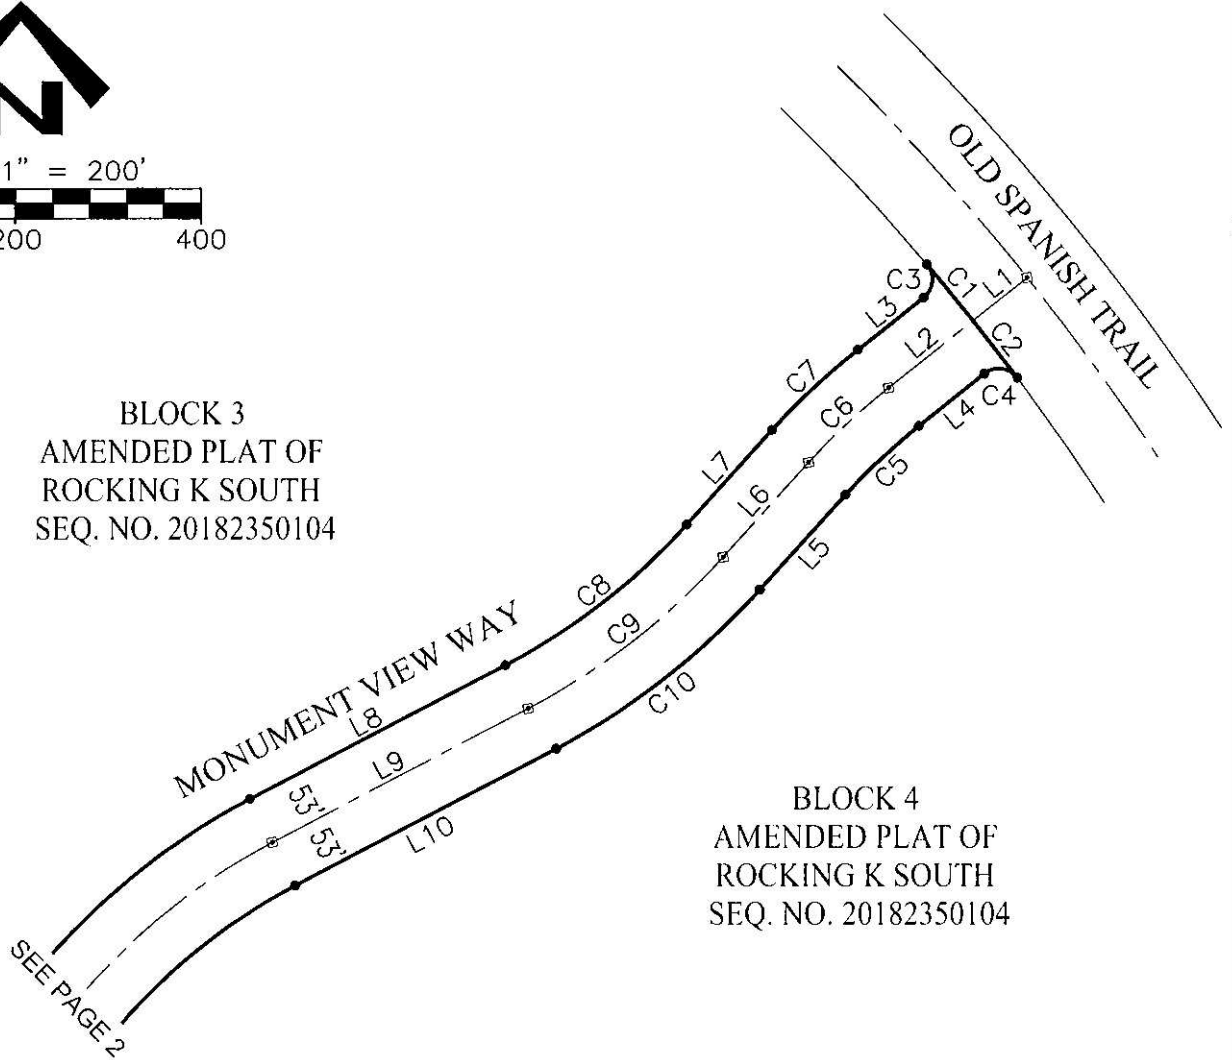 N
1" = 200'
200
400
OLD SPANISH TRAIL
C3
C1
L1
L3
L2
C2
C7
C4
C6
L4
L7
C5
L6
L5
BLOCK 3
AMENDED PLAT OF
ROCKING K SOUTH
SEQ. NO. 20182350104
C8
C9
C10
MONUMENT VIEW WAY
L8
L9
53'
53'
L10
BLOCK 4
AMENDED PLAT OF
ROCKING K SOUTH
SEQ. NO. 20182350104
SEE PAGE 2